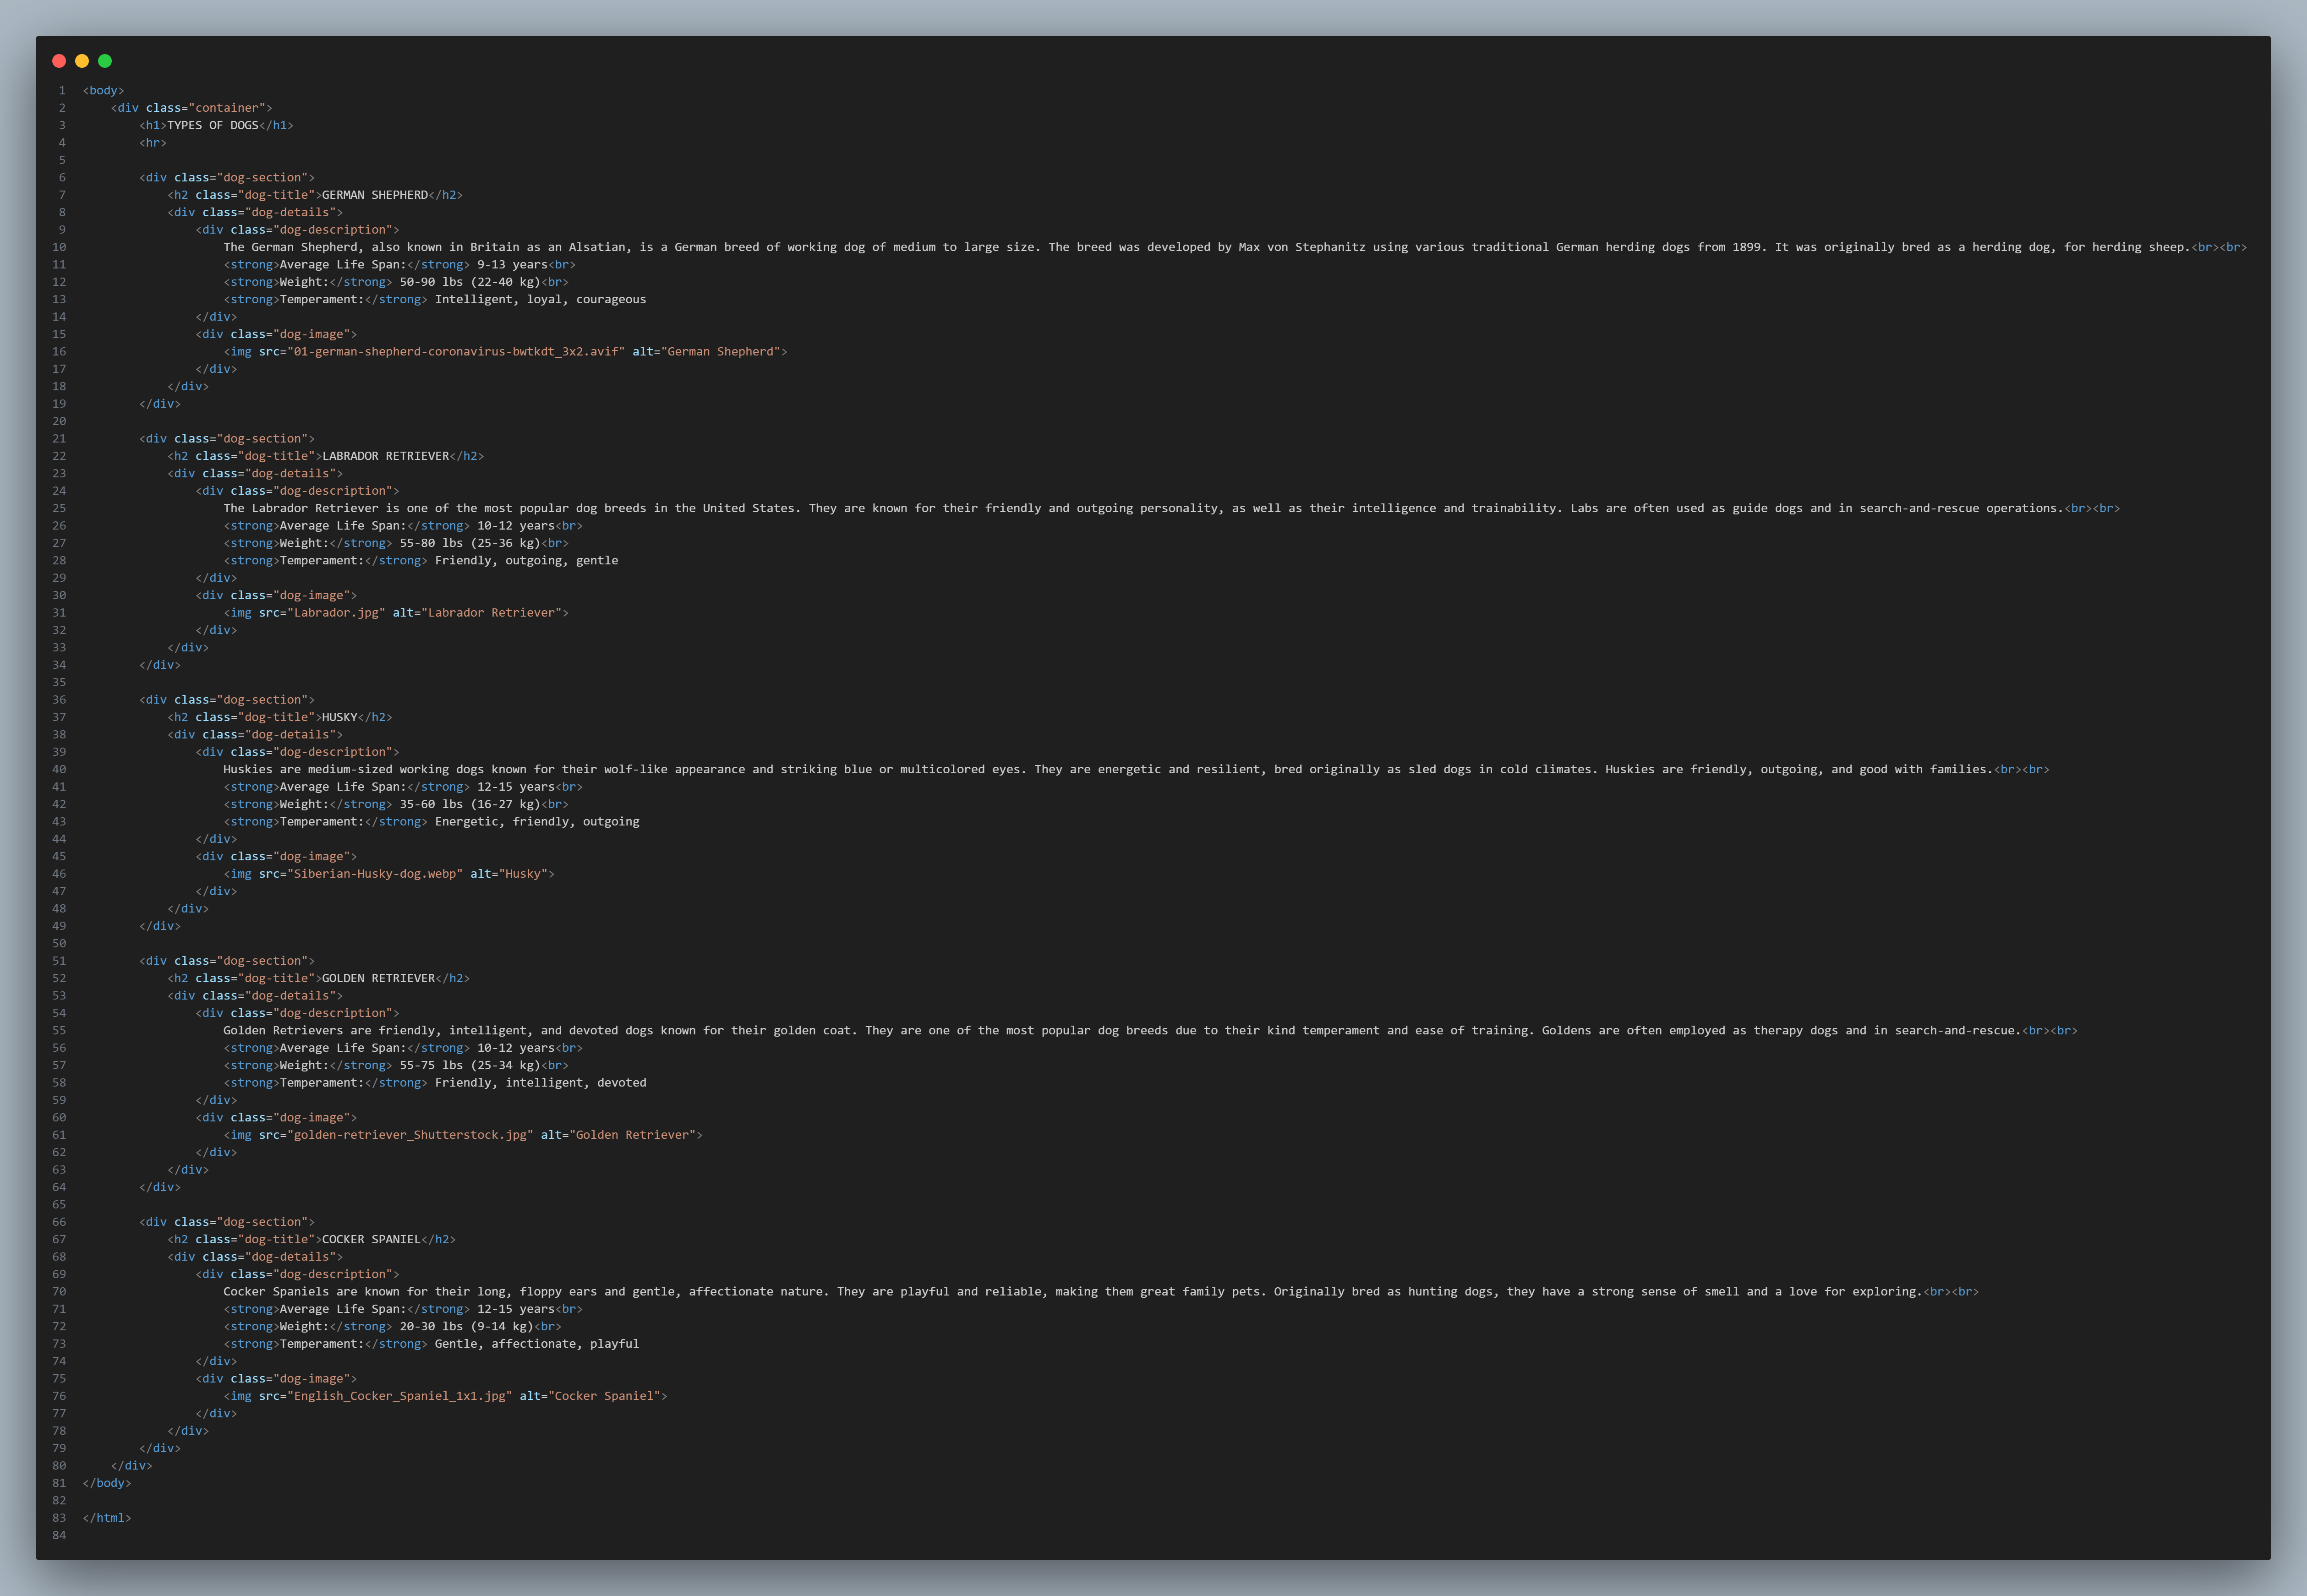 1 <body>
2     <div class="container">
3         <h1>TYPES OF DOGS</h1>
4         <hr>
5
6         <div class="dog-section">
7             <h2 class="dog-title">GERMAN SHEPHERD</h2>
8             <div class="dog-details">
9                 <div class="dog-description">
10                     The German Shepherd, also known in Britain as an Alsatian, is a German breed of working dog of medium to large size. The breed was developed by Max von Stephanitz using various traditional German herding dogs from 1899. It was originally bred as a herding dog, for herding sheep.<br><br>
11                     <strong>Average Life Span:</strong> 9-13 years<br>
12                     <strong>Weight:</strong> 50-90 lbs (22-40 kg)<br>
13                     <strong>Temperament:</strong> Intelligent, loyal, courageous
14                 </div>
15                 <div class="dog-image">
16                     <img src="01-german-shepherd-coronavirus-bwtkdt_3x2.avif" alt="German Shepherd">
17                 </div>
18             </div>
19         </div>
20
21         <div class="dog-section">
22             <h2 class="dog-title">LABRADOR RETRIEVER</h2>
23             <div class="dog-details">
24                 <div class="dog-description">
25                     The Labrador Retriever is one of the most popular dog breeds in the United States. They are known for their friendly and outgoing personality, as well as their intelligence and trainability. Labs are often used as guide dogs and in search-and-rescue operations.<br><br>
26                     <strong>Average Life Span:</strong> 10-12 years<br>
27                     <strong>Weight:</strong> 55-80 lbs (25-36 kg)<br>
28                     <strong>Temperament:</strong> Friendly, outgoing, gentle
29                 </div>
30                 <div class="dog-image">
31                     <img src="Labrador.jpg" alt="Labrador Retriever">
32                 </div>
33             </div>
34         </div>
35
36         <div class="dog-section">
37             <h2 class="dog-title">HUSKY</h2>
38             <div class="dog-details">
39                 <div class="dog-description">
40                     Huskies are medium-sized working dogs known for their wolf-like appearance and striking blue or multicolored eyes. They are energetic and resilient, bred originally as sled dogs in cold climates. Huskies are friendly, outgoing, and good with families.<br><br>
41                     <strong>Average Life Span:</strong> 12-15 years<br>
42                     <strong>Weight:</strong> 35-60 lbs (16-27 kg)<br>
43                     <strong>Temperament:</strong> Energetic, friendly, outgoing
44                 </div>
45                 <div class="dog-image">
46                     <img src="Siberian-Husky-dog.webp" alt="Husky">
47                 </div>
48             </div>
49         </div>
50
51         <div class="dog-section">
52             <h2 class="dog-title">GOLDEN RETRIEVER</h2>
53             <div class="dog-details">
54                 <div class="dog-description">
55                     Golden Retrievers are friendly, intelligent, and devoted dogs known for their golden coat. They are one of the most popular dog breeds due to their kind temperament and ease of training. Goldens are often employed as therapy dogs and in search-and-rescue.<br><br>
56                     <strong>Average Life Span:</strong> 10-12 years<br>
57                     <strong>Weight:</strong> 55-75 lbs (25-34 kg)<br>
58                     <strong>Temperament:</strong> Friendly, intelligent, devoted
59                 </div>
60                 <div class="dog-image">
61                     <img src="golden-retriever_Shutterstock.jpg" alt="Golden Retriever">
62                 </div>
63             </div>
64         </div>
65
66         <div class="dog-section">
67             <h2 class="dog-title">COCKER SPANIEL</h2>
68             <div class="dog-details">
69                 <div class="dog-description">
70                     Cocker Spaniels are known for their long, floppy ears and gentle, affectionate nature. They are playful and reliable, making them great family pets. Originally bred as hunting dogs, they have a strong sense of smell and a love for exploring.<br><br>
71                     <strong>Average Life Span:</strong> 12-15 years<br>
72                     <strong>Weight:</strong> 20-30 lbs (9-14 kg)<br>
73                     <strong>Temperament:</strong> Gentle, affectionate, playful
74                 </div>
75                 <div class="dog-image">
76                     <img src="English_Cocker_Spaniel_1x1.jpg" alt="Cocker Spaniel">
77                 </div>
78             </div>
79         </div>
80     </div>
81 </body>
82
83 </html>
84